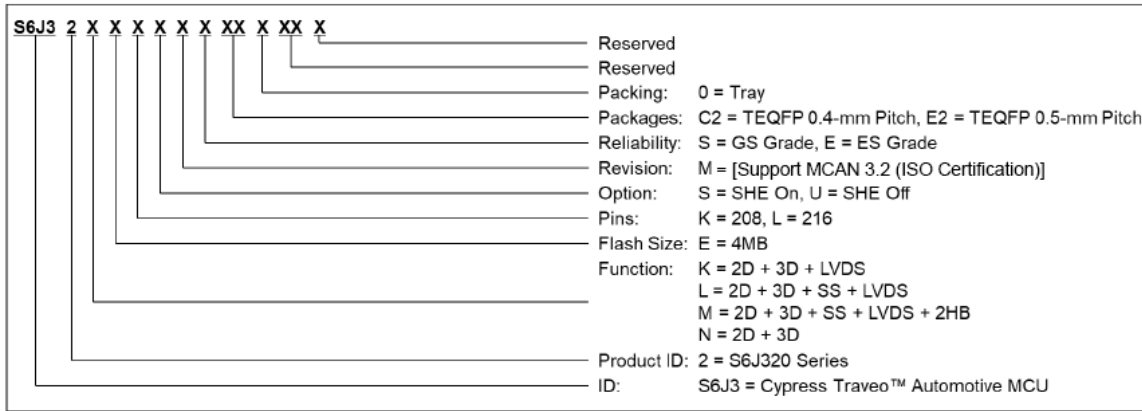 S6J3 2 X X X X X X XX X XX X
Reserved
Reserved
Packing: 0 = Tray
Packages: C2 = TEQFP 0.4-mm Pitch, E2 = TEQFP 0.5-mm Pitch
Reliability: S = GS Grade, E = ES Grade
Revision: M = [Support MCAN 3.2 (ISO Certification)]
Option: S = SHE On, U = SHE Off
Pins: K = 208, L = 216
Flash Size: E = 4MB
Function: K = 2D + 3D + LVDS
L = 2D + 3D + SS + LVDS
M = 2D + 3D + SS + LVDS + 2HB
N = 2D + 3D
Product ID: 2 = S6J320 Series
ID: S6J3 = Cypress Traveo™ Automotive MCU